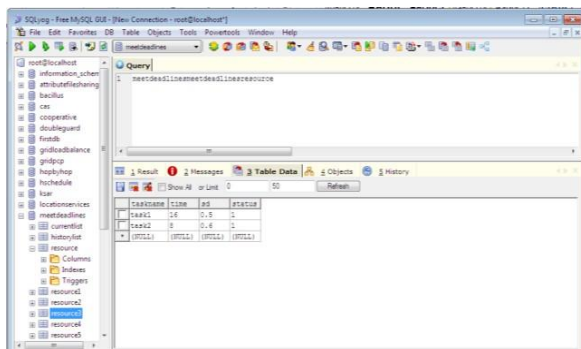 SQLyog - Free MySQL GUI - [New Connection - root@localhost*]
File Edit Favorites DB Table Objects Tools Powertools Window Help
meetdeadlines
root@localhost
information_schem
attributefilesharing
bacillus
cas
cooperative
doubleguard
firstdb
gridloadbalance
gridpcp
hopbyhop
hschedule
ksar
locationservices
meetdeadlines
currentlist
historylist
resource
Columns
Indexes
Triggers
resource1
resource2
resource3
resource4
resource5
Query
1 meetdeadlinesmeetdeadlinesresource
1 Result 2 Messages 3 Table Data 4 Objects 5 History
Show All or Limit 0 50 Refresh
taskname time sd status
task1 16 0.5 1
task2 8 0.6 1
* (NULL) (NULL) (NULL) (NULL)